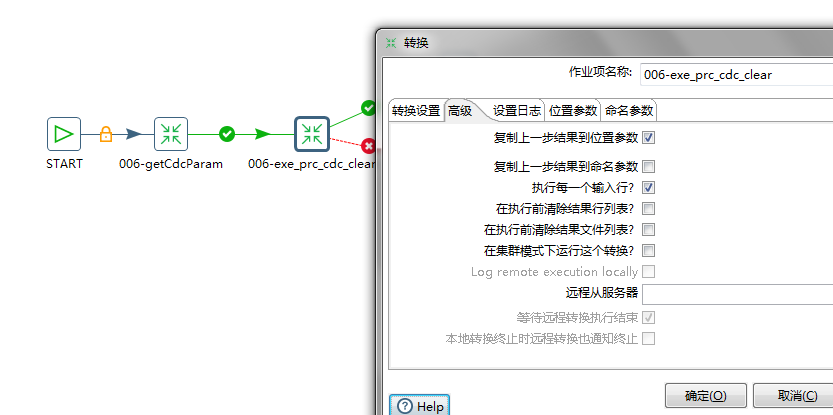 转换
作业项名称: 006-exe_prc_cdc_clear
转换设置 高级 设置日志 位置参数 命名参数
复制上一步结果到位置参数
复制上一步结果到命名参数
执行每一个输入行?
在执行前清除结果行列表?
在执行前清除结果文件列表?
在集群模式下运行这个转换?
Log remote execution locally
远程从服务器
等待远程转换执行结束
本地转换终止时远程转换也通知终止
Help
确定(O) 取消(C)
START
006-getCdcParam
006-exe_prc_cdc_clear